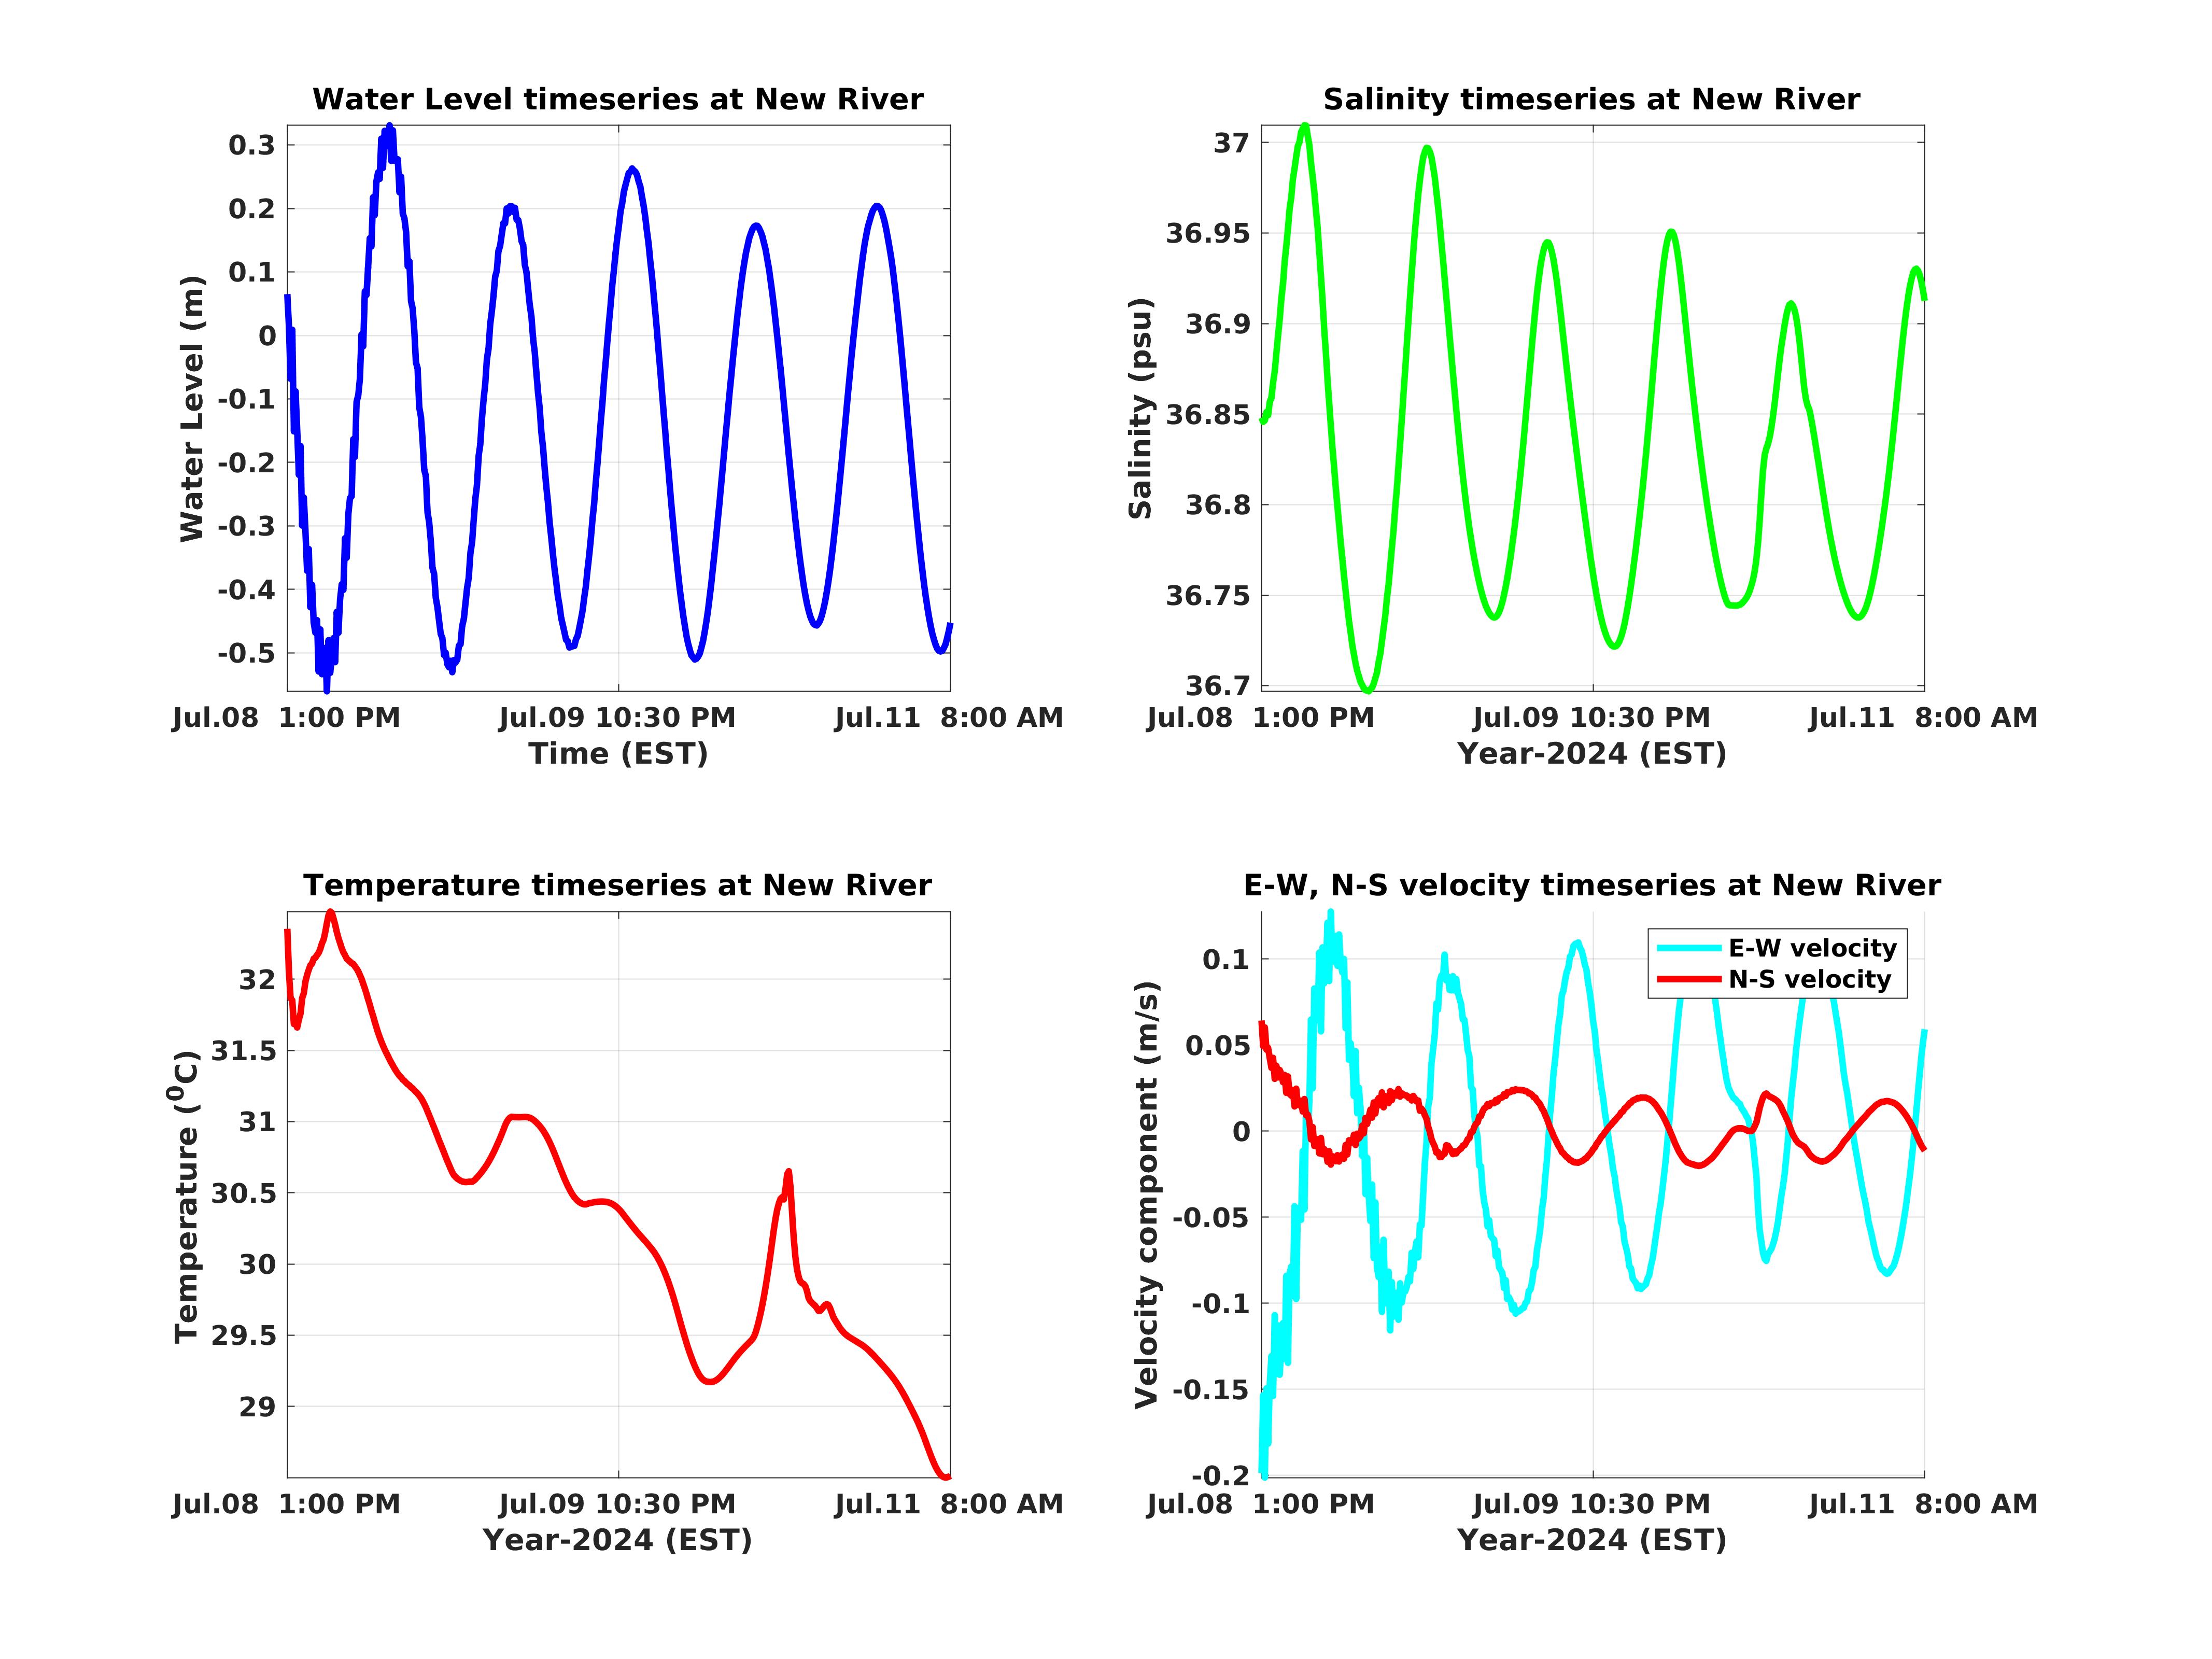 Water Level timeseries at New River
Water Level (m)
0.3
0.2
0.1
0
-0.1
-0.2
-0.3
-0.4
-0.5
Jul.08 1:00 PM
Jul.09 10:30 PM
Jul.11 8:00 AM
Time (EST)
Salinity timeseries at New River
Salinity (psu)
37
36.95
36.9
36.85
36.8
36.75
36.7
Jul.08 1:00 PM
Jul.09 10:30 PM
Jul.11 8:00 AM
Year-2024 (EST)
Temperature timeseries at New River
Temperature (⁰C)
32
31.5
31
30.5
30
29.5
29
Jul.08 1:00 PM
Jul.09 10:30 PM
Jul.11 8:00 AM
Year-2024 (EST)
E-W, N-S velocity timeseries at New River
Velocity component (m/s)
0.1
0.05
0
-0.05
-0.1
-0.15
-0.2
E-W velocity
N-S velocity
Jul.08 1:00 PM
Jul.09 10:30 PM
Jul.11 8:00 AM
Year-2024 (EST)